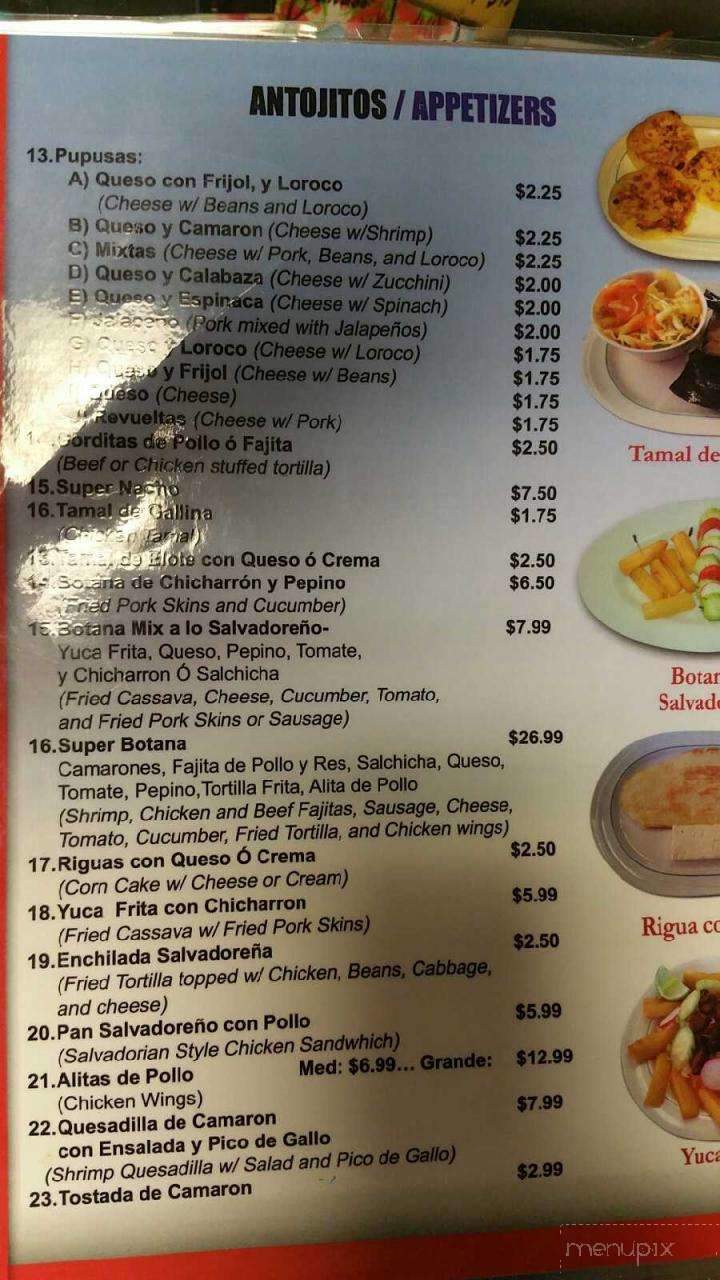 ANTOJITOS / APPETIZERS
13.Pupusas:
A) Queso con Frijol, y Loroco $2.25
(Cheese w/ Beans and Loroco)
B) Queso y Camaron (Cheese w/Shrimp) $2.25
C) Mixtas (Cheese w/ Pork, Beans, and Loroco) $2.25
D) Queso y Calabaza (Cheese w/ Zucchini) $2.00
E) Queso y Espinaca (Cheese w/ Spinach) $2.00
F) Jalapeno (Pork mixed with Jalapeños) $2.00
G) Queso y Loroco (Cheese w/ Loroco) $1.75
H) Queso y Frijol (Cheese w/ Beans) $1.75
Queso (Cheese) $1.75
Revueltas (Cheese w/ Pork) $1.75
14.Gorditas de Pollo ó Fajita $2.50
(Beef or Chicken stuffed tortilla)
15.Super Nacho $7.50
16.Tamal de Gallina $1.75
(Chicken Tamal)
13.Tamal de Elote con Queso ó Crema $2.50
14.Botana de Chicharrón y Pepino $6.50
(Fried Pork Skins and Cucumber)
15.Botana Mix a lo Salvadoreño- $7.99
Yuca Frita, Queso, Pepino, Tomate,
y Chicharron Ó Salchicha
(Fried Cassava, Cheese, Cucumber, Tomato,
and Fried Pork Skins or Sausage)
16.Super Botana $26.99
Camarones, Fajita de Pollo y Res, Salchicha, Queso,
Tomate, Pepino,Tortilla Frita, Alita de Pollo
(Shrimp, Chicken and Beef Fajitas, Sausage, Cheese,
Tomato, Cucumber, Fried Tortilla, and Chicken wings)
17.Riguas con Queso Ó Crema $2.50
(Corn Cake w/ Cheese or Cream)
18.Yuca Frita con Chicharron $5.99
(Fried Cassava w/ Fried Pork Skins)
19.Enchilada Salvadoreña $2.50
(Fried Tortilla topped w/ Chicken, Beans, Cabbage,
and cheese)
20.Pan Salvadoreño con Pollo $5.99
(Salvadorian Style Chicken Sandwhich)
21.Alitas de Pollo Med: $6.99... Grande: $12.99
(Chicken Wings)
22.Quesadilla de Camaron $7.99
con Ensalada y Pico de Gallo
(Shrimp Quesadilla w/ Salad and Pico de Gallo)
23.Tostada de Camaron $2.99
Tamal de
Botan
Salvado
Rigua co
Yuca
menupix